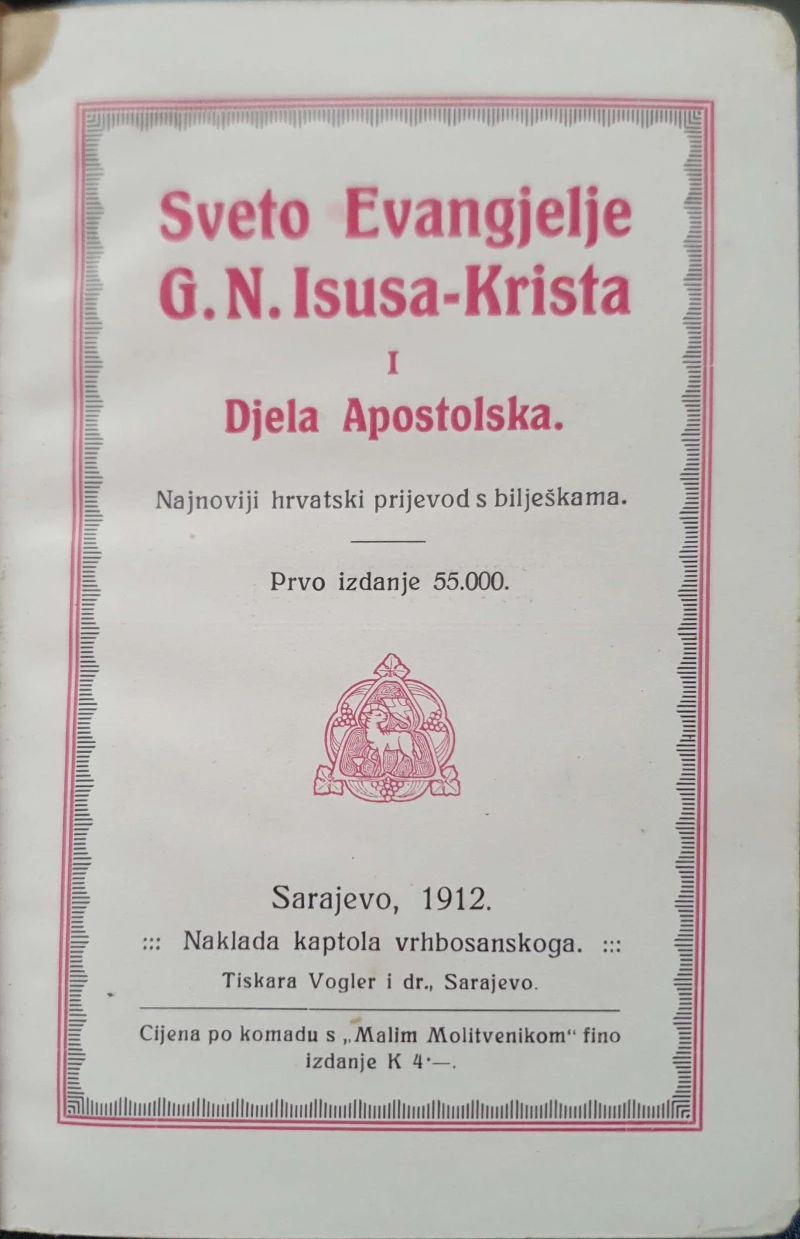 Sveto Evangjelje
G. N. Isusa-Krista
I
Djela Apostolska.
Najnoviji hrvatski prijevod s bilješkama.
Prvo izdanje 55.000.
Sarajevo, 1912.
::: Naklada kaptola vrhbosanskoga. :::
Tiskara Vogler i dr., Sarajevo.
Cijena po komadu s „Malim Molitvenikom“ fino
izdanje K 4·—.